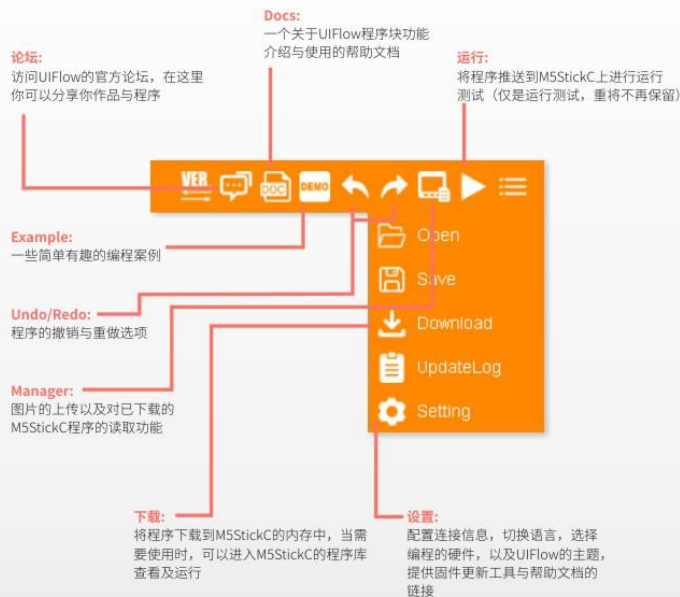 Docs:
一个关于UIFlow程序块功能
介绍与使用的帮助文档
论坛:
访问UIFlow的官方论坛，在这里
你可以分享你作品与程序
运行:
将程序推送到M5StickC上进行运行
测试（仅是运行测试，重将不再保留）
VER.
DOC
DEMO
Open
Save
Download
UpdateLog
Setting
Example:
一些简单有趣的编程案例
Undo/Redo:
程序的撤销与重做选项
Manager:
图片的上传以及对已下载的
M5StickC程序的读取功能
下载:
将程序下载到M5StickC的内存中，当需
要使用时，可以进入M5StickC的程序库
查看及运行
设置:
配置连接信息，切换语言，选择
编程的硬件，以及UIFlow的主题，
提供固件更新工具与帮助文档的
链接